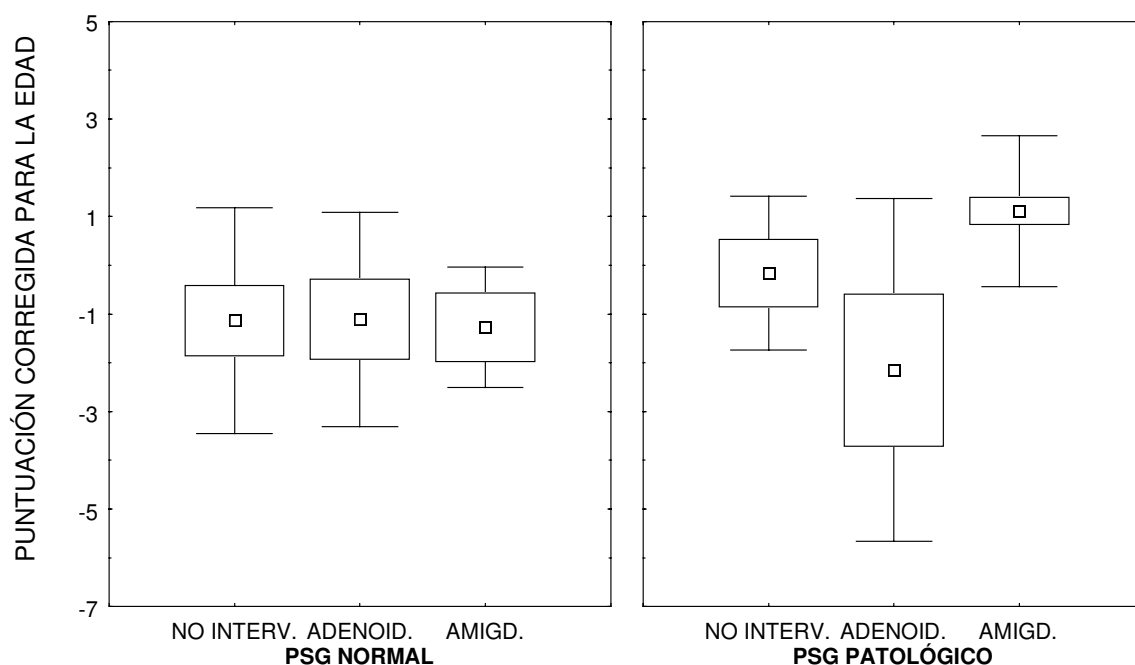 PUNTUACIÓN CORREGIDA PARA LA EDAD
5
3
1
-1
-3
-5
-7
NO INTERV. ADENOID. AMIGD.
PSG NORMAL
NO INTERV. ADENOID. AMIGD.
PSG PATOLÓGICO